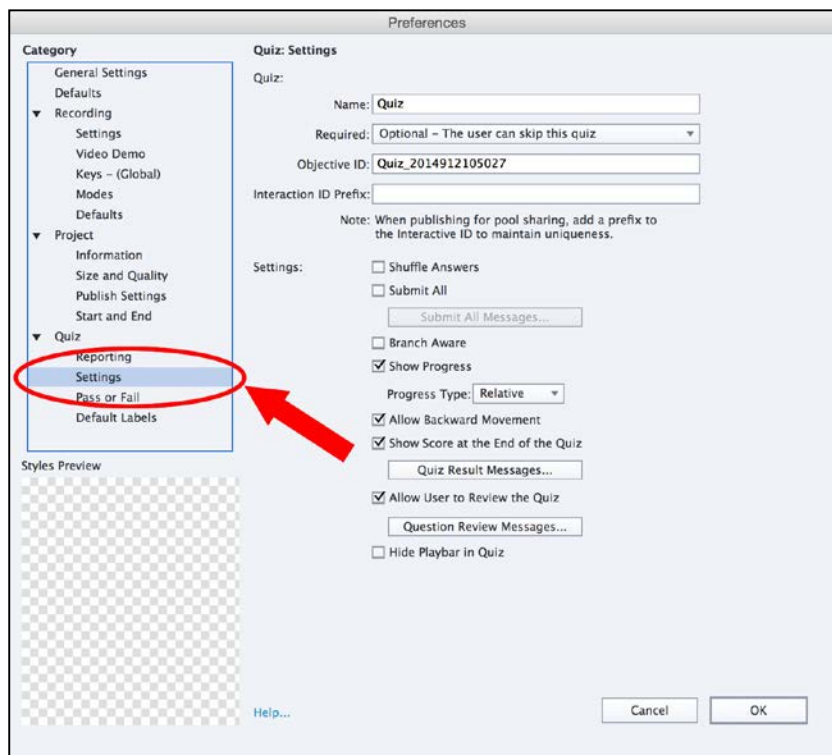 Preferences
Category
General Settings
Defaults
Recording
Settings
Video Demo
Keys – (Global)
Modes
Defaults
Project
Information
Size and Quality
Publish Settings
Start and End
Quiz
Reporting
Settings
Pass or Fail
Default Labels
Styles Preview
Quiz: Settings
Quiz:
Name: Quiz
Required: Optional – The user can skip this quiz
Objective ID: Quiz_2014912105027
Interaction ID Prefix:
Note: When publishing for pool sharing, add a prefix to
the Interactive ID to maintain uniqueness.
Settings: Shuffle Answers
Submit All
Submit All Messages...
Branch Aware
Show Progress
Progress Type: Relative
Allow Backward Movement
Show Score at the End of the Quiz
Quiz Result Messages...
Allow User to Review the Quiz
Question Review Messages...
Hide Playbar in Quiz
Help... Cancel OK